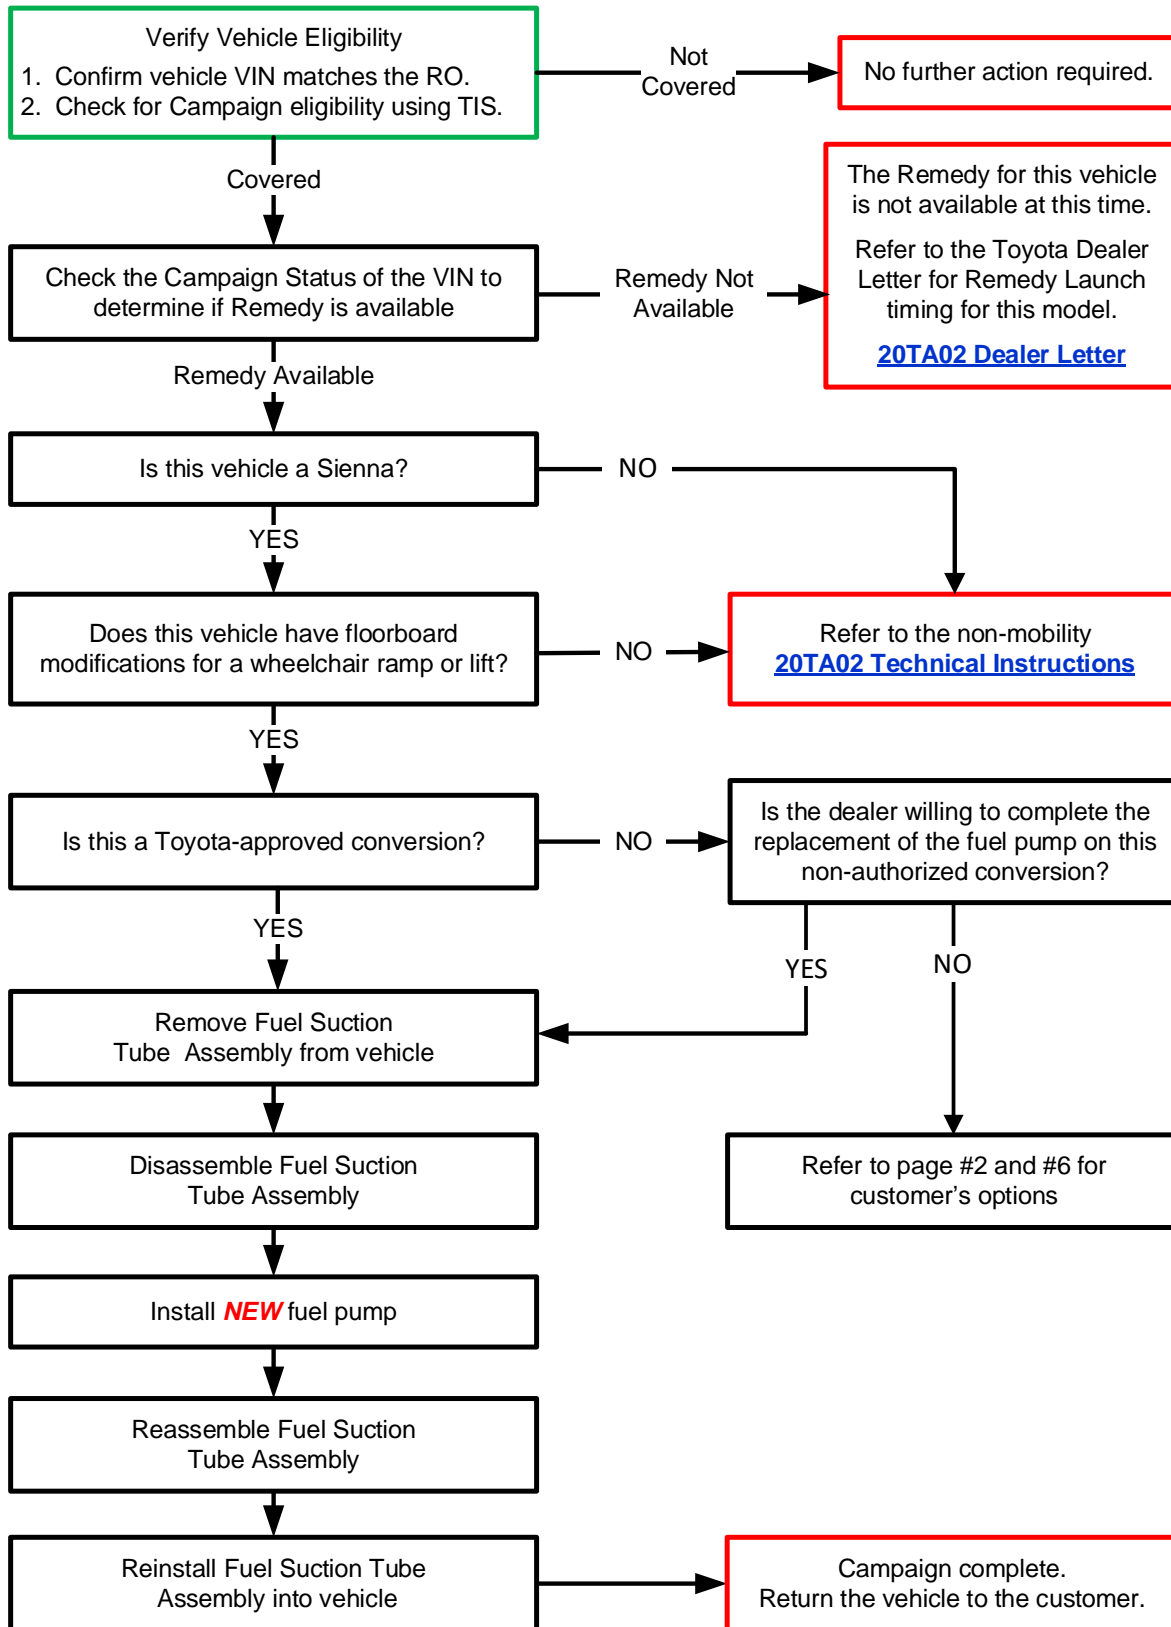 Verify Vehicle Eligibility
1. Confirm vehicle VIN matches the RO.
2. Check for Campaign eligibility using TIS.
Not
Covered
No further action required.
Covered
The Remedy for this vehicle
is not available at this time.
Refer to the Toyota Dealer
Letter for Remedy Launch
timing for this model.
20TA02 Dealer Letter
Check the Campaign Status of the VIN to
determine if Remedy is available
Remedy Not
Available
Remedy Available
Is this vehicle a Sienna?
NO
YES
Does this vehicle have floorboard
modifications for a wheelchair ramp or lift?
NO
Refer to the non-mobility
20TA02 Technical Instructions
YES
Is this a Toyota-approved conversion?
NO
Is the dealer willing to complete the
replacement of the fuel pump on this
non-authorized conversion?
YES
YES
NO
Remove Fuel Suction
Tube Assembly from vehicle
Disassemble Fuel Suction
Tube Assembly
Refer to page #2 and #6 for
customer's options
Install NEW fuel pump
Reassemble Fuel Suction
Tube Assembly
Reinstall Fuel Suction Tube
Assembly into vehicle
Campaign complete.
Return the vehicle to the customer.